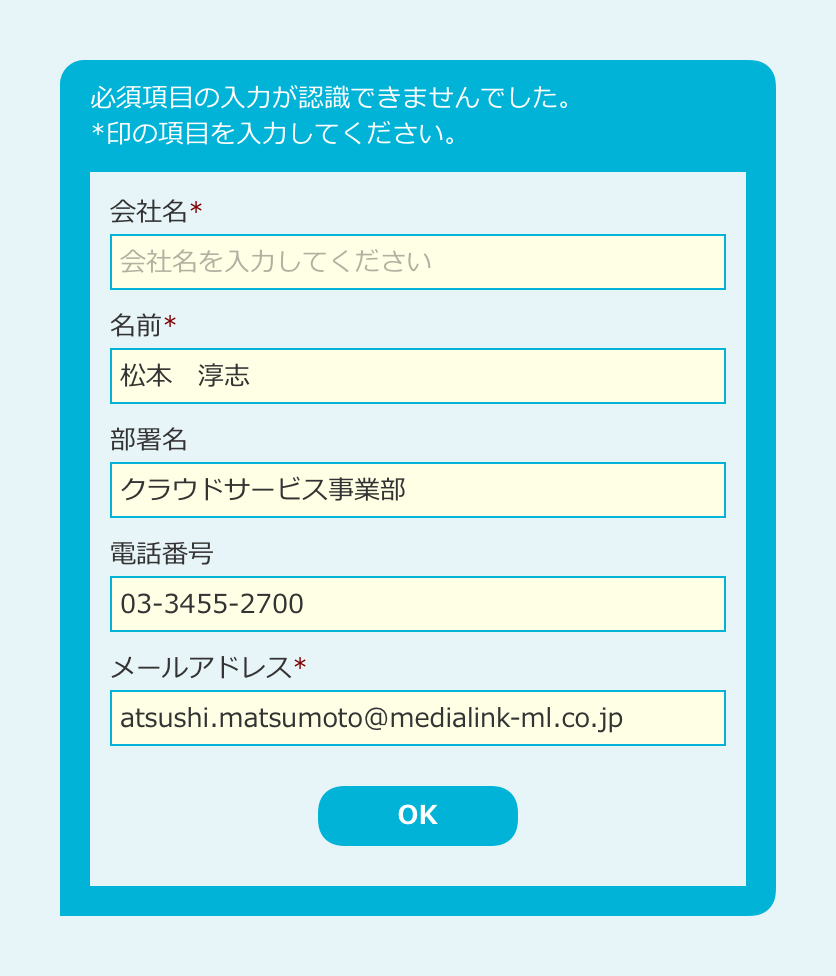 必須項目の入力が認識できませんでした。
*印の項目を入力してください。
会社名*
会社名を入力してください
名前*
松本　淳志
部署名
クラウドサービス事業部
電話番号
03-3455-2700
メールアドレス*
atsushi.matsumoto@medialink-ml.co.jp
OK